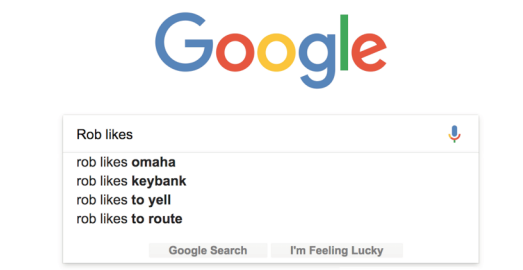 Google
Rob likes
rob likes omaha
rob likes keybank
rob likes to yell
rob likes to route
Google Search I'm Feeling Lucky